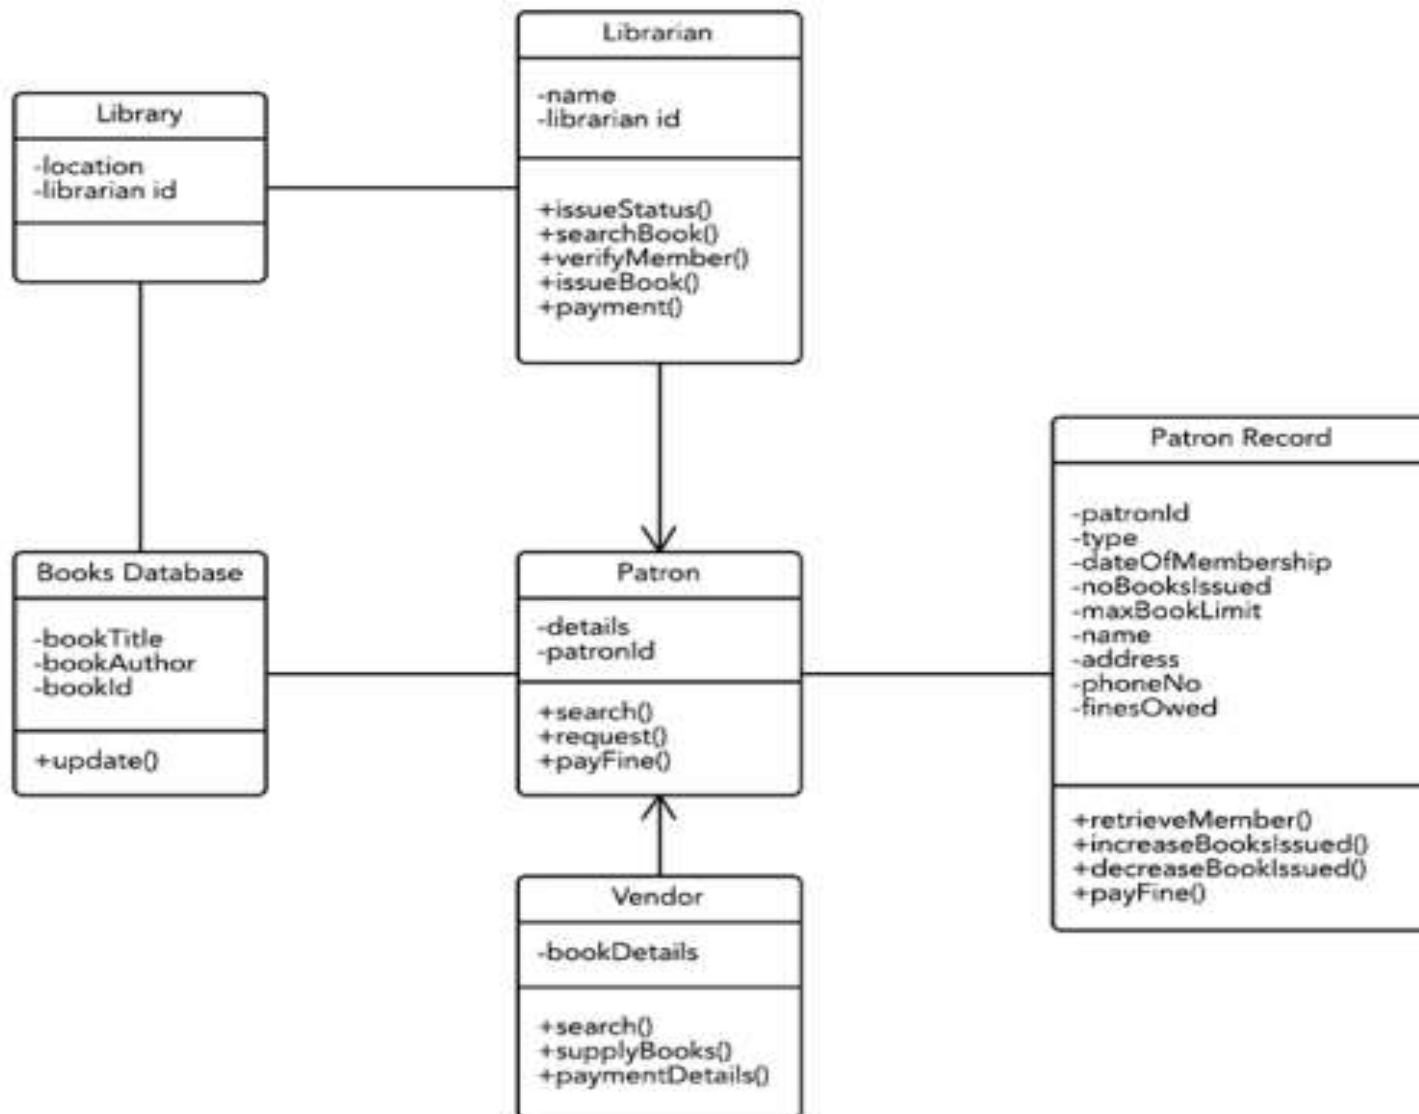 Librarian
-name
-librarian id
+issueStatus()
+searchBook()
+verifyMember()
+issueBook()
+payment()
Library
-location
-librarian id
Patron Record
-patronId
-type
-dateOfMembership
-noBooksIssued
-maxBookLimit
-name
-address
-phoneNo
-finesOwed
+retrieveMember()
+increaseBooksIssued()
+decreaseBookIssued()
+payFine()
Books Database
-bookTitle
-bookAuthor
-bookId
+update()
Patron
-details
-patronId
+search()
+request()
+payFine()
Vendor
-bookDetails
+search()
+supplyBooks()
+paymentDetails()